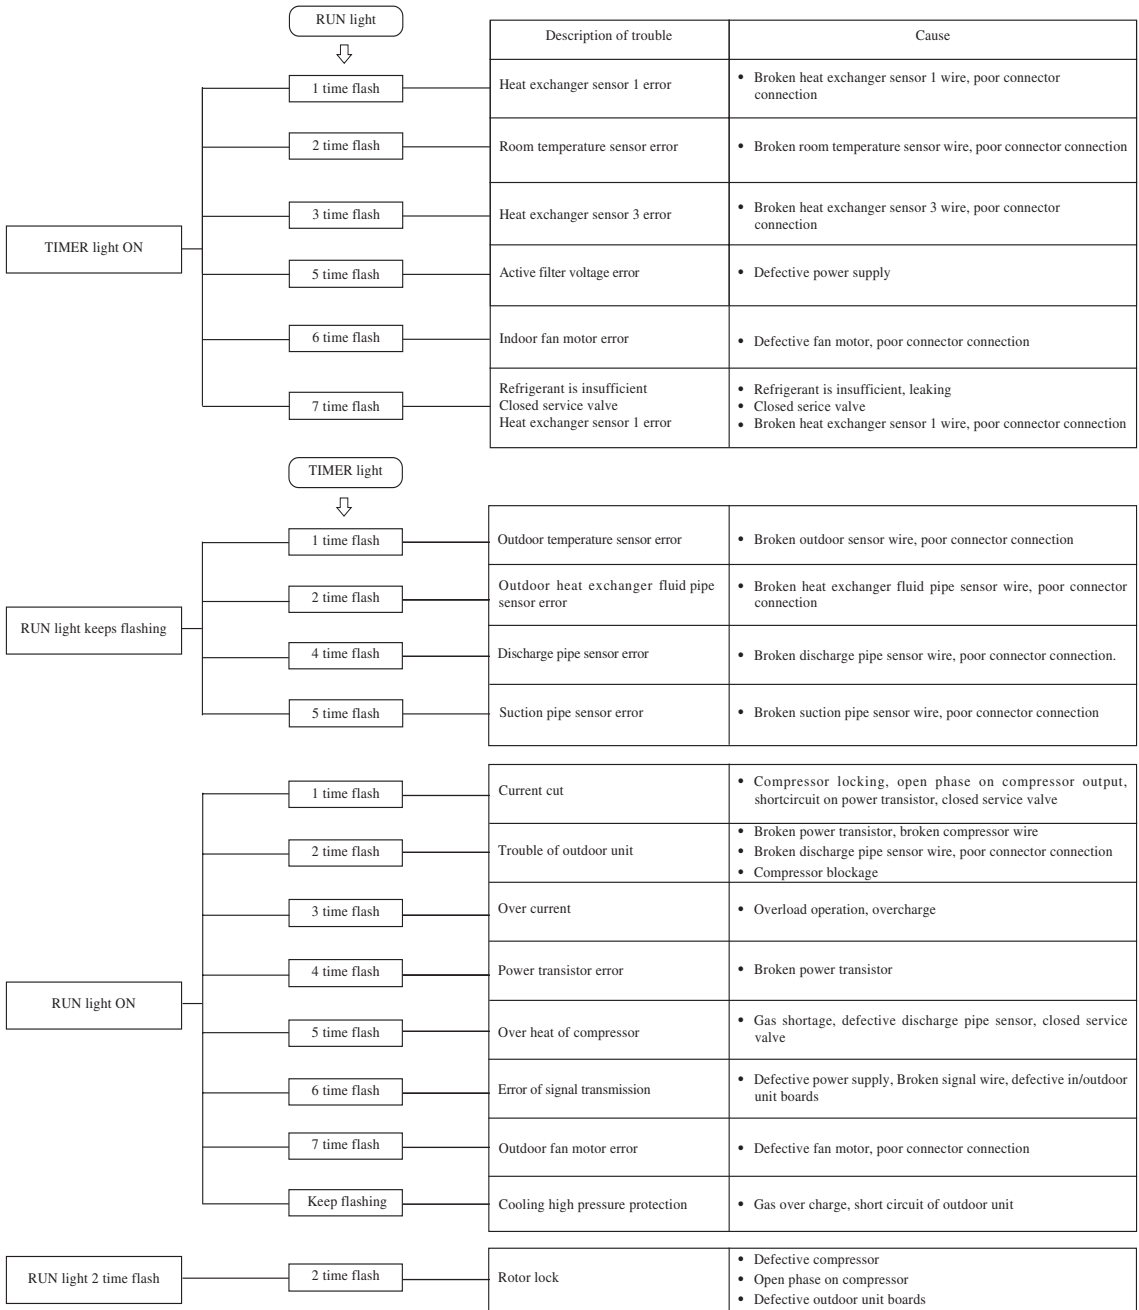 RUN light
Description of trouble
Cause
1 time flash
Heat exchanger sensor 1 error
• Broken heat exchanger sensor 1 wire, poor connector
connection
2 time flash
Room temperature sensor error
• Broken room temperature sensor wire, poor connector connection
3 time flash
Heat exchanger sensor 3 error
• Broken heat exchanger sensor 3 wire, poor connector
connection
TIMER light ON
5 time flash
Active filter voltage error
• Defective power supply
6 time flash
Indoor fan motor error
• Defective fan motor, poor connector connection
7 time flash
Refrigerant is insufficient
Closed service valve
Heat exchanger sensor 1 error
• Refrigerant is insufficient, leaking
• Closed serice valve
• Broken heat exchanger sensor 1 wire, poor connector connection
TIMER light
1 time flash
Outdoor temperature sensor error
• Broken outdoor sensor wire, poor connector connection
2 time flash
Outdoor heat exchanger fluid pipe
sensor error
• Broken heat exchanger fluid pipe sensor wire, poor connector
connection
RUN light keeps flashing
4 time flash
Discharge pipe sensor error
• Broken discharge pipe sensor wire, poor connector connection.
5 time flash
Suction pipe sensor error
• Broken suction pipe sensor wire, poor connector connection
1 time flash
Current cut
• Compressor locking, open phase on compressor output,
shortcircuit on power transistor, closed service valve
2 time flash
Trouble of outdoor unit
• Broken power transistor, broken compressor wire
• Broken discharge pipe sensor wire, poor connector connection
• Compressor blockage
3 time flash
Over current
• Overload operation, overcharge
4 time flash
Power transistor error
• Broken power transistor
RUN light ON
5 time flash
Over heat of compressor
• Gas shortage, defective discharge pipe sensor, closed service
valve
6 time flash
Error of signal transmission
• Defective power supply, Broken signal wire, defective in/outdoor
unit boards
7 time flash
Outdoor fan motor error
• Defective fan motor, poor connector connection
Keep flashing
Cooling high pressure protection
• Gas over charge, short circuit of outdoor unit
RUN light 2 time flash
2 time flash
Rotor lock
• Defective compressor
• Open phase on compressor
• Defective outdoor unit boards